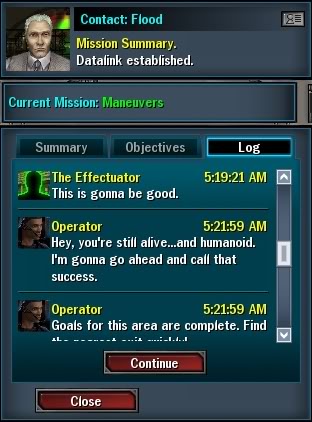 Contact: Flood
Mission Summary.
Datalink established.
Current Mission: Maneuvers
Summary
Objectives
Log
The Effectuator 5:19:21 AM
This is gonna be good.
Operator 5:21:59 AM
Hey, you're still alive...and humanoid.
I'm gonna go ahead and call that
success.
Operator 5:21:59 AM
Goals for this area are complete. Find
Continue
Close